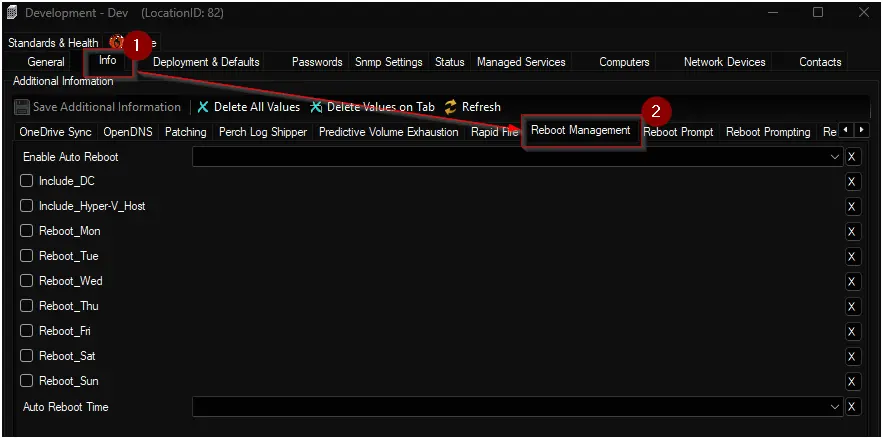 Development - Dev (LocationID: 82)
Standards & Health
1
General Info Deployment & Defaults Passwords Snmp Settings Status Managed Services Computers Network Devices Contacts
Additional Information
Save Additional Information Delete All Values Delete Values on Tab Refresh
2
OneDrive Sync OpenDNS Patching Perch Log Shipper Predictive Volume Exhaustion Rapid File Reboot Management Reboot Prompt Reboot Prompting Re
Enable Auto Reboot X
Include_DC X
Include_Hyper-V_Host X
Reboot_Mon X
Reboot_Tue X
Reboot_Wed X
Reboot_Thu X
Reboot_Fri X
Reboot_Sat X
Reboot_Sun X
Auto Reboot Time X